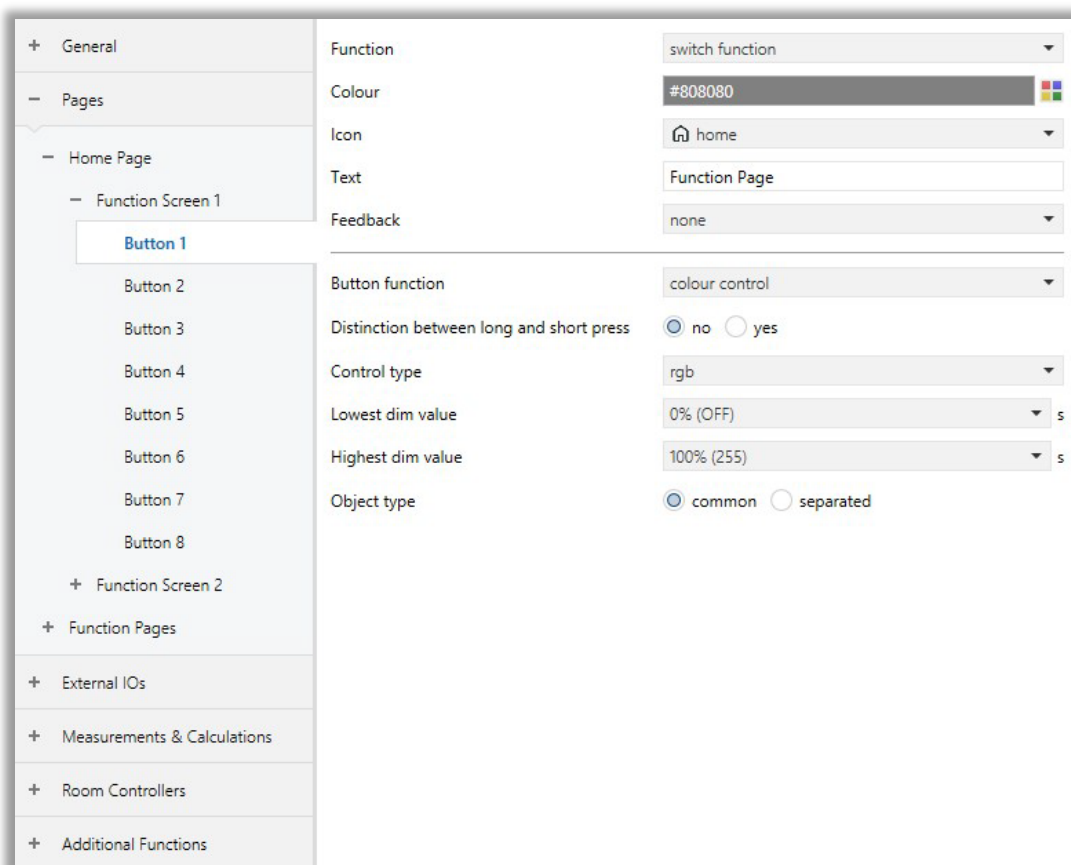 + General
− Pages
− Home Page
− Function Screen 1
Button 1
Button 2
Button 3
Button 4
Button 5
Button 6
Button 7
Button 8
+ Function Screen 2
+ Function Pages
+ External IOs
+ Measurements & Calculations
+ Room Controllers
+ Additional Functions
Function switch function
Colour #808080
Icon home
Text Function Page
Feedback none
Button function colour control
Distinction between long and short press no yes
Control type rgb
Lowest dim value 0% (OFF) s
Highest dim value 100% (255) s
Object type common separated